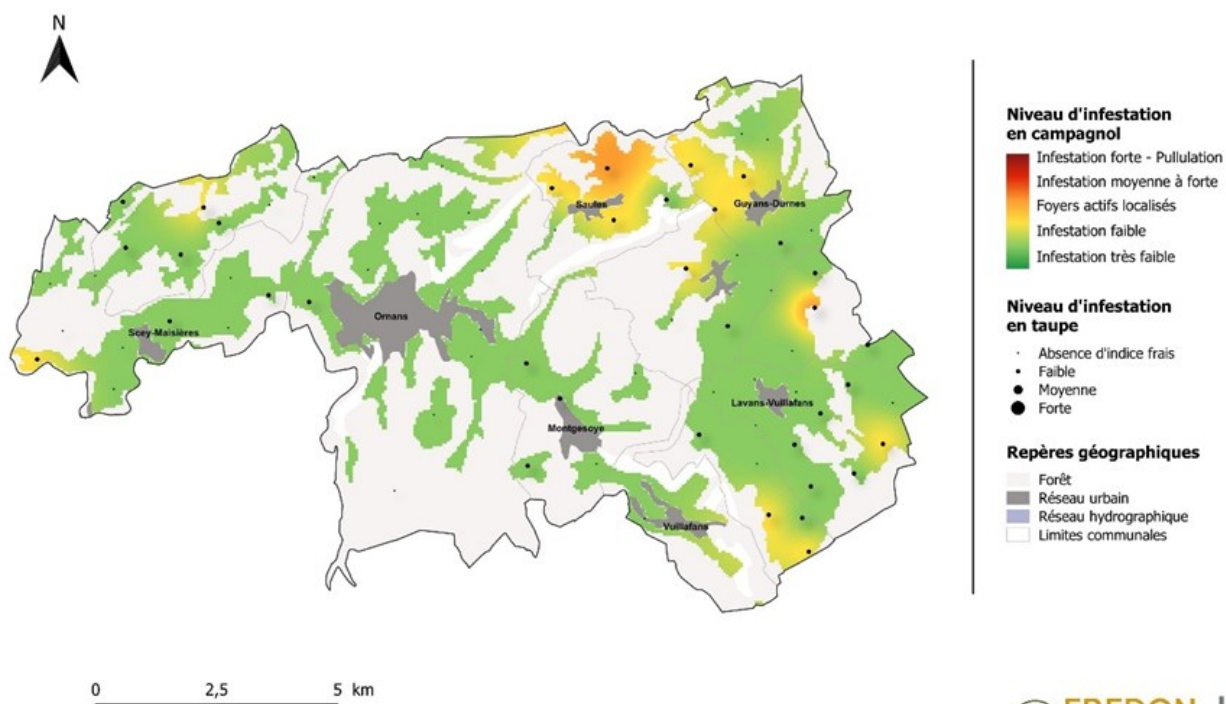 N
Saules
Guyans-Durnes
Ornans
Scey-Maisières
Lavans-Vuillafans
Montgesoye
Vuillafans
0 2,5 5 km
Niveau d'infestation
en campagnol
Infestation forte - Pullulation
Infestation moyenne à forte
Foyers actifs localisés
Infestation faible
Infestation très faible
Niveau d'infestation
en taupe
Absence d'indice frais
Faible
Moyenne
Forte
Repères géographiques
Forêt
Réseau urbain
Réseau hydrographique
Limites communales
FREDON